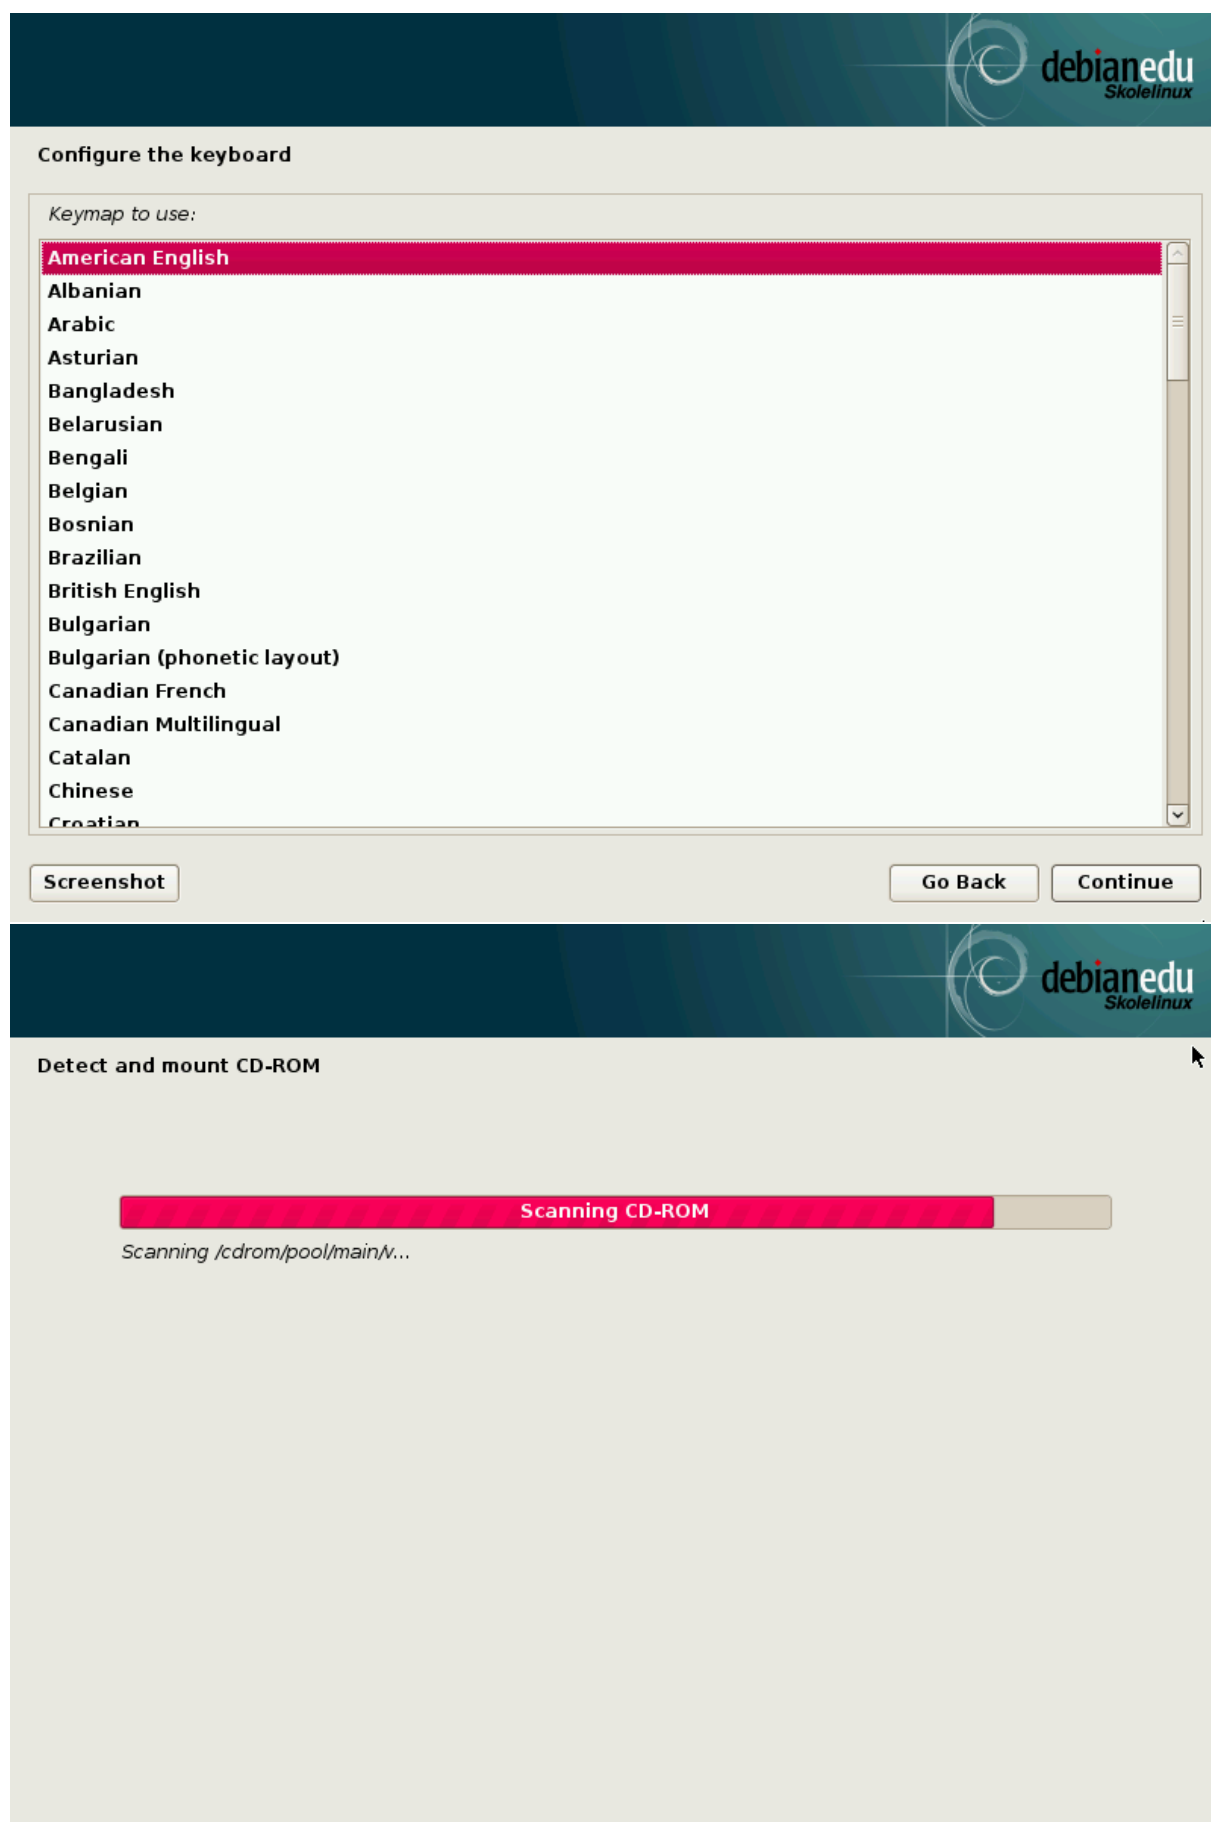 debianedu
Skolelinux
Configure the keyboard
Keymap to use:
American English
Albanian
Arabic
Asturian
Bangladesh
Belarusian
Bengali
Belgian
Bosnian
Brazilian
British English
Bulgarian
Bulgarian (phonetic layout)
Canadian French
Canadian Multilingual
Catalan
Chinese
Croatian
Screenshot Go Back Continue
debianedu
Skolelinux
Detect and mount CD-ROM
Scanning CD-ROM
Scanning /cdrom/pool/main/v...